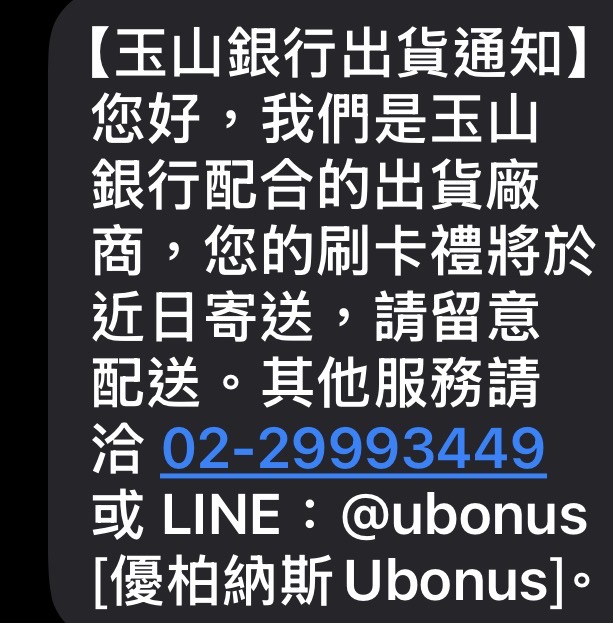 【玉山銀行出貨通知】
您好，我們是玉山
銀行配合的出貨廠
商，您的刷卡禮將於
近日寄送，請留意
配送。其他服務請
洽 02-29993449
或 LINE：@ubonus
[優柏納斯 Ubonus]。